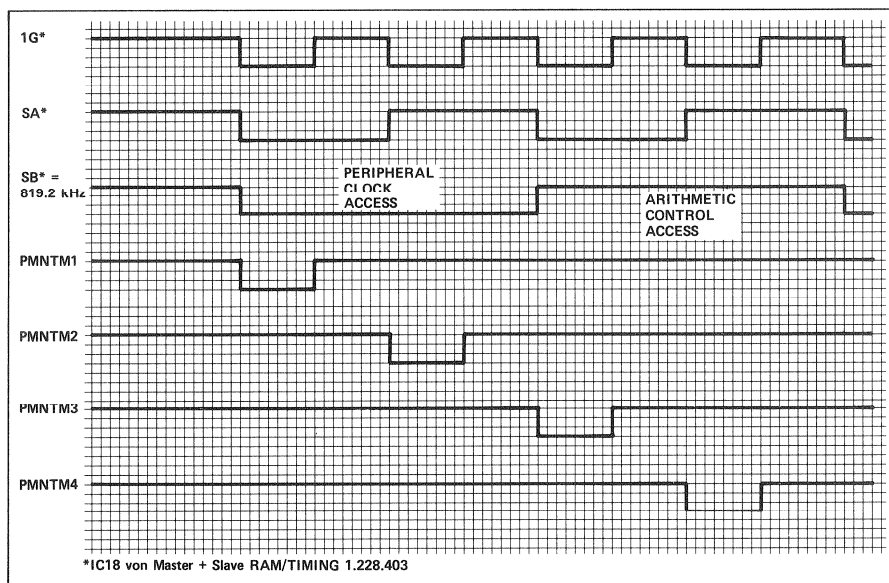 1G*
SA*
SB* =
819.2 kHz
PERIPHERAL
CLOCK
ACCESS
ARITHMETIC
CONTROL
ACCESS
PMNTM1
PMNTM2
PMNTM3
PMNTM4
*IC18 von Master + Slave RAM/TIMING 1.228.403